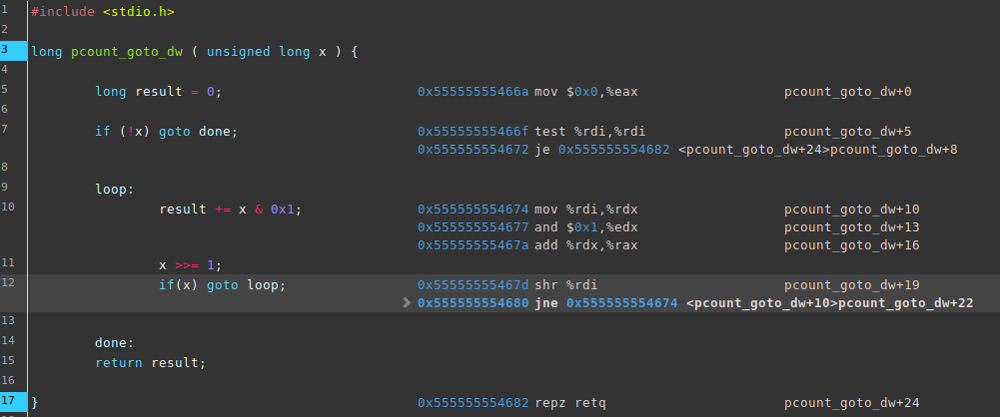 1 #include <stdio.h>
2
3 long pcount_goto_dw ( unsigned long x ) {
4
5 long result = 0; 0x55555555466a mov $0x0,%eax pcount_goto_dw+0
6
7 if (!x) goto done; 0x55555555466f test %rdi,%rdi pcount_goto_dw+5
0x555555554672 je 0x555555554682 <pcount_goto_dw+24>pcount_goto_dw+8
8
9 loop:
10 result += x & 0x1; 0x555555554674 mov %rdi,%rdx pcount_goto_dw+10
0x555555554677 and $0x1,%edx pcount_goto_dw+13
0x55555555467a add %rdx,%rax pcount_goto_dw+16
11 x >>= 1;
12 if(x) goto loop; 0x55555555467d shr %rdi pcount_goto_dw+19
> 0x555555554680 jne 0x555555554674 <pcount_goto_dw+10>pcount_goto_dw+22
13
14 done:
15 return result;
16
17 } 0x555555554682 repz retq pcount_goto_dw+24